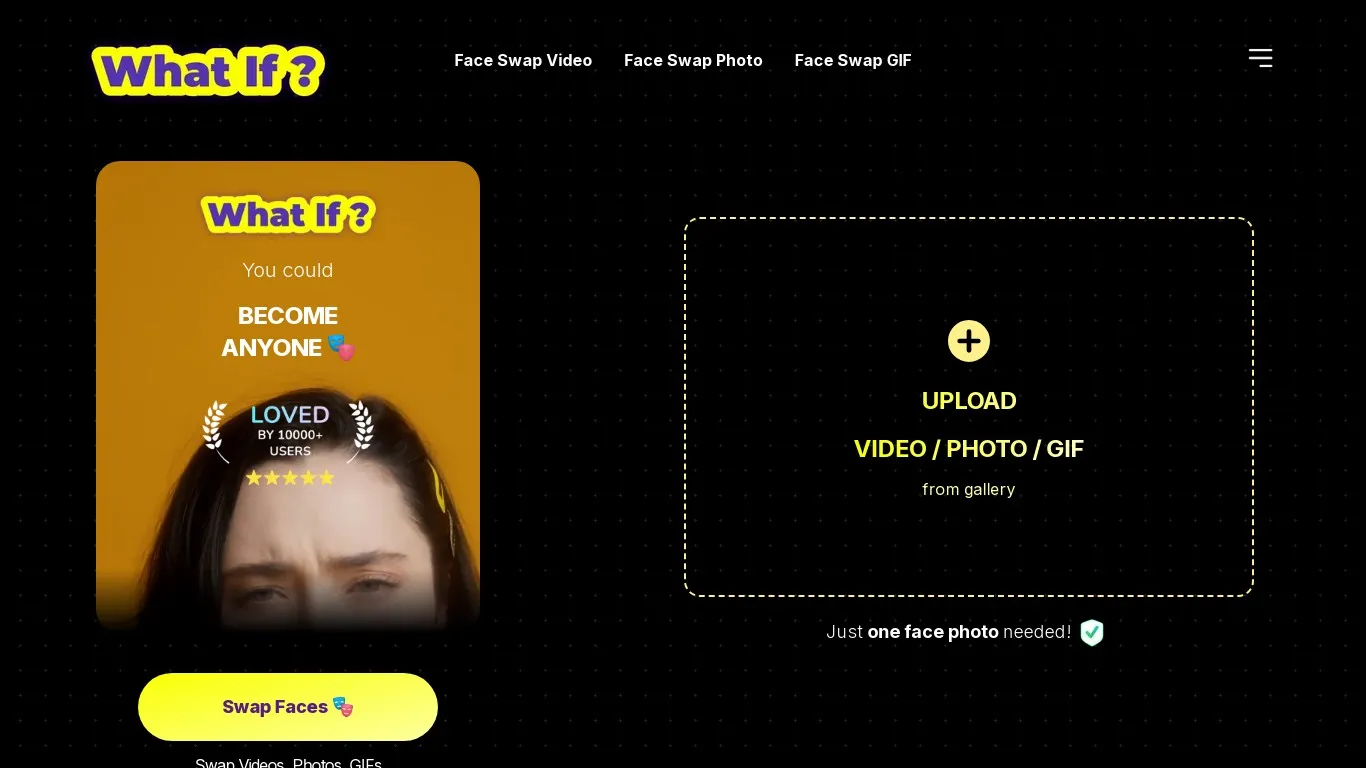 What If ?
Face Swap Video
Face Swap Photo
Face Swap GIF
What If ?
You could
BECOME
ANYONE
LOVED
BY 10000+
USERS
Swap Faces
Swap Videos, Photos, GIFs
UPLOAD
VIDEO / PHOTO / GIF
from gallery
Just one face photo needed!